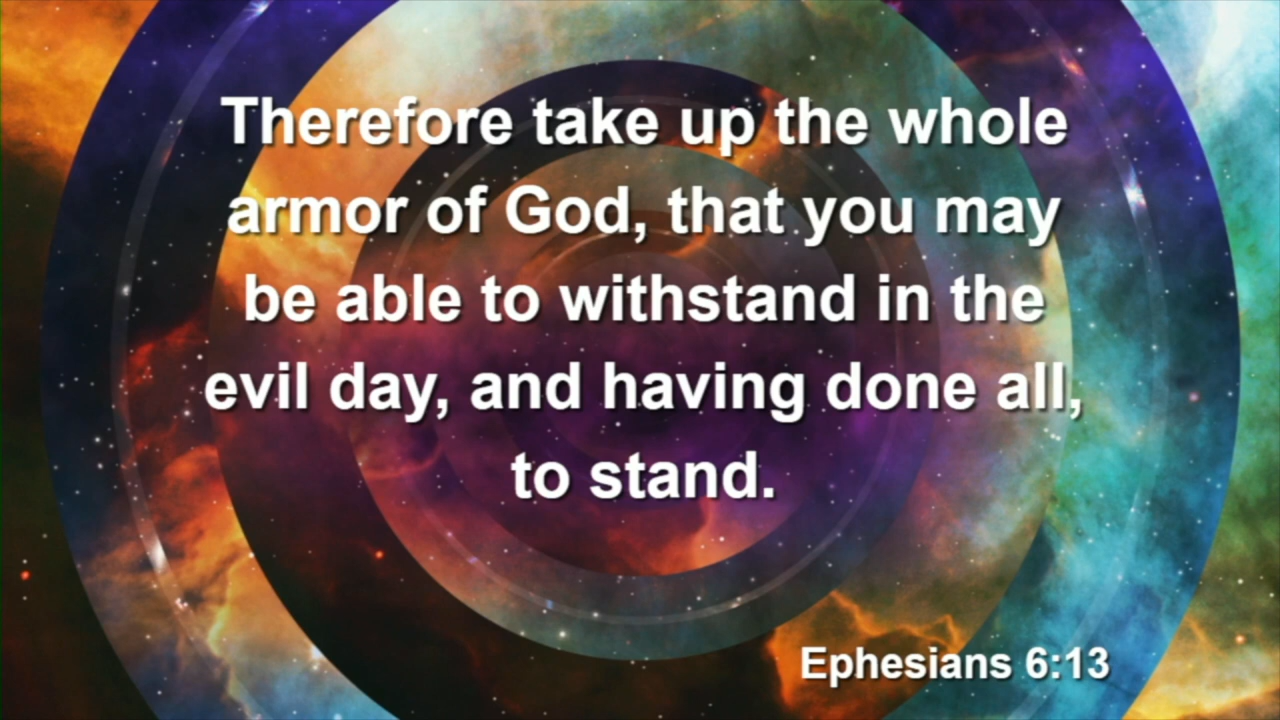 Therefore take up the whole
armor of God, that you may
be able to withstand in the
evil day, and having done all,
to stand.
Ephesians 6:13